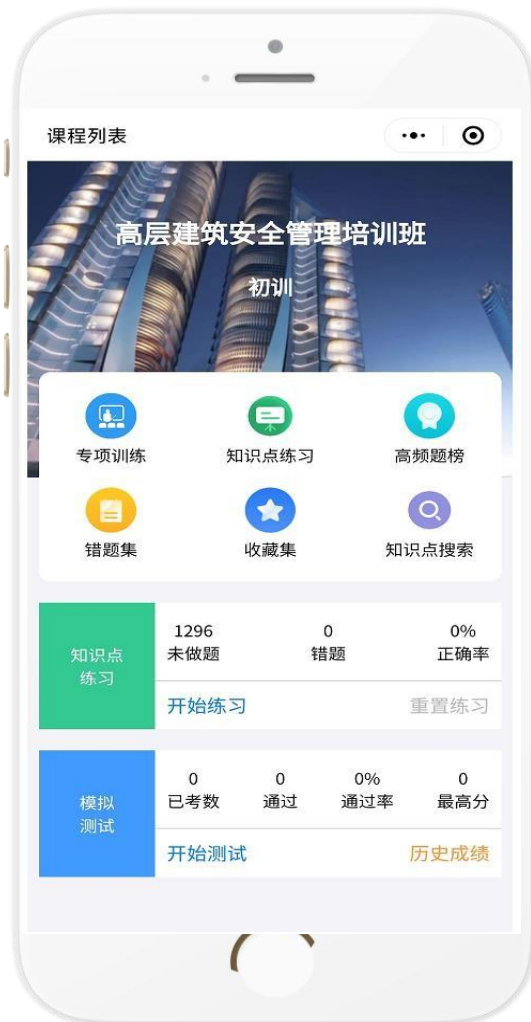 课程列表
高层建筑安全管理培训班
初训
专项训练
知识点练习
高频题榜
错题集
收藏集
知识点搜索
知识点
练习
1296
未做题
0
错题
0%
正确率
开始练习
重置练习
模拟
测试
0
已考数
0
通过
0%
通过率
0
最高分
开始测试
历史成绩